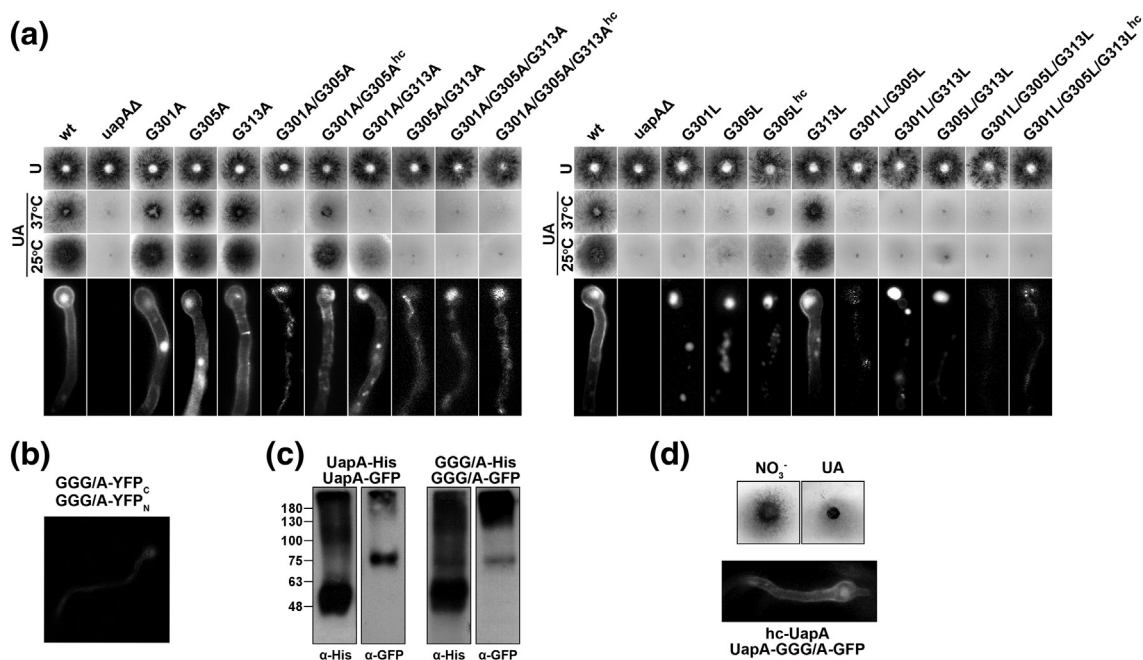 (a)
wt
uapAΔ
G301A
G305A
G313A
G301A/G305A
G301A/G305A^hc
G301A/G313A
G305A/G313A
G301A/G305A/G313A
G301A/G305A/G313A^hc
U
UA
37°C
25°C
wt
uapAΔ
G301L
G305L
G305L^hc
G313L
G301L/G305L
G301L/G313L
G305L/G313L
G301L/G305L/G313L
G301L/G305L/G313L^hc
U
UA
37°C
25°C
(b)
GGG/A-YFP_C
GGG/A-YFP_N
(c)
UapA-His
UapA-GFP
GGG/A-His
GGG/A-GFP
180
130
100
75
63
48
α-His
α-GFP
α-His
α-GFP
(d)
NO₃⁻
UA
hc-UapA
UapA-GGG/A-GFP